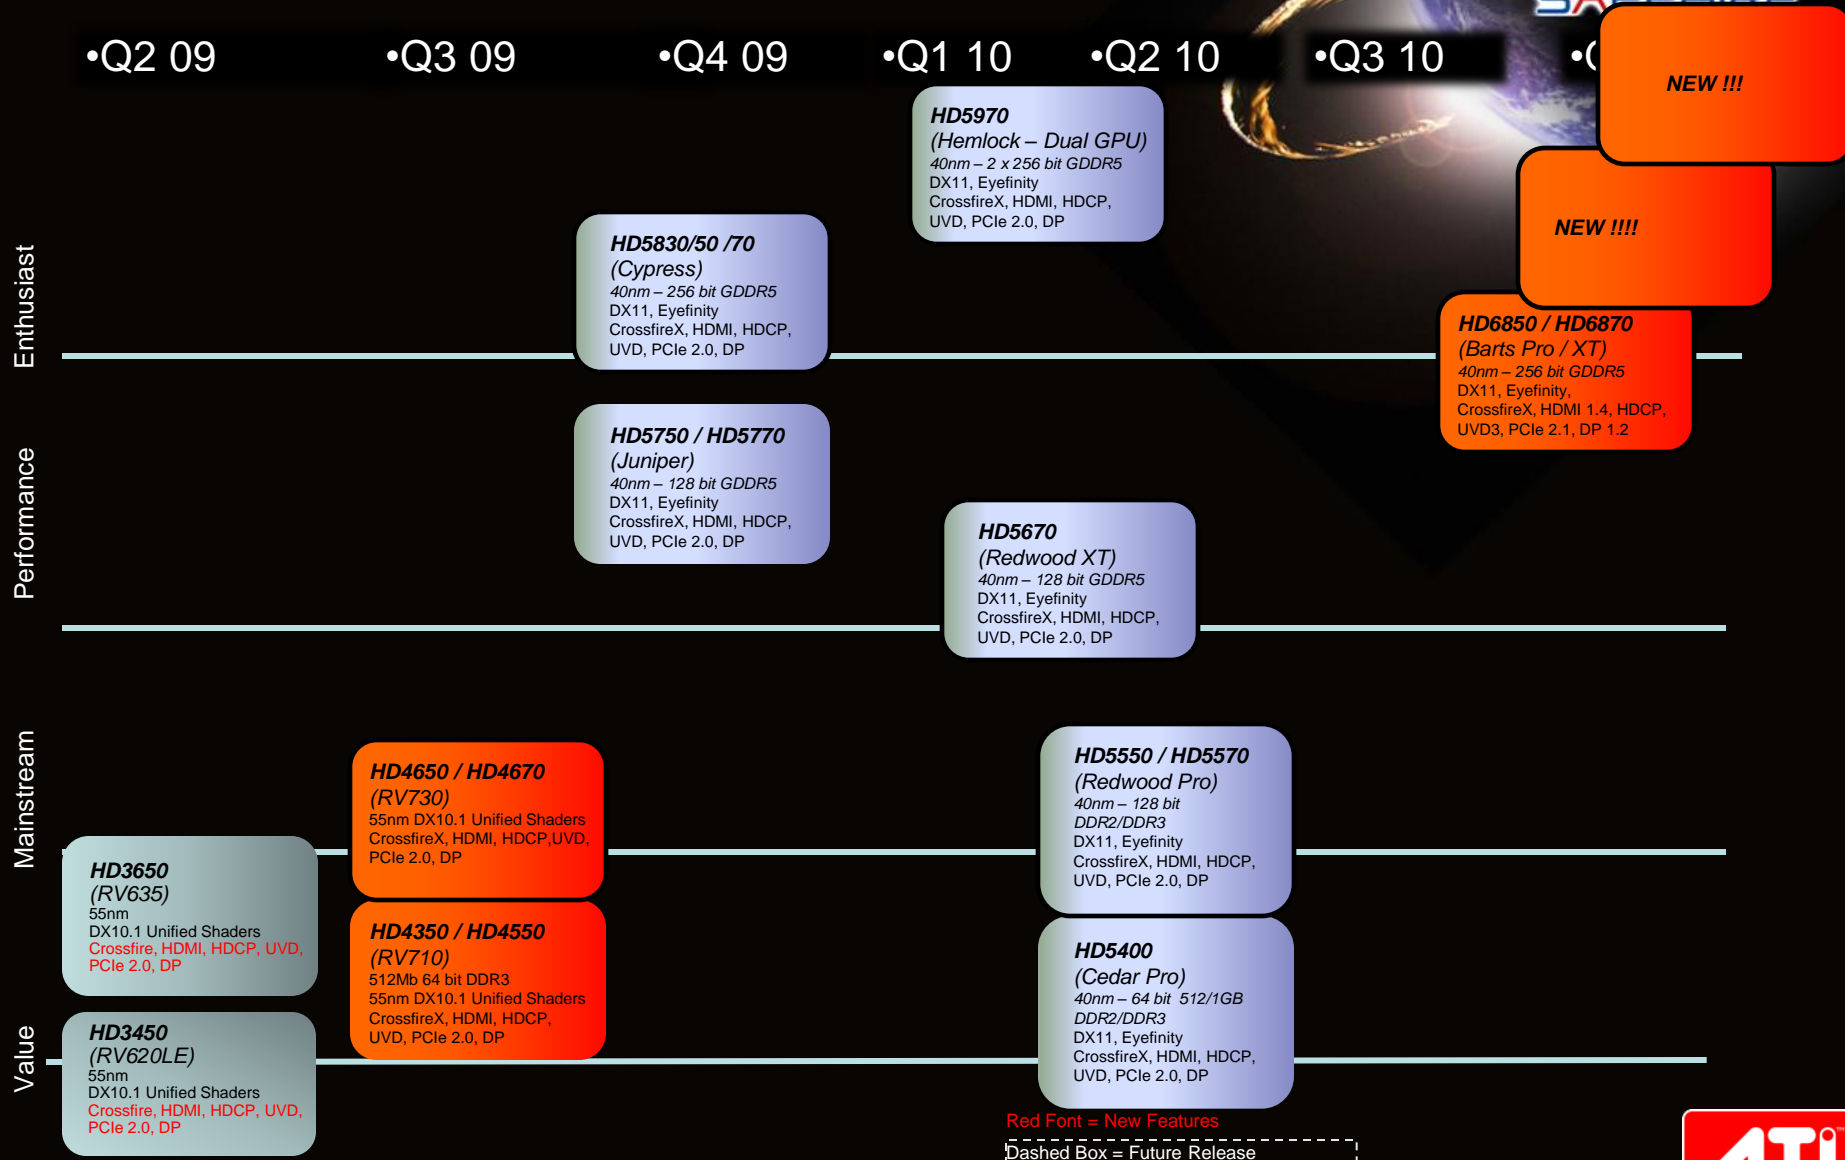 •Q2 09
•Q3 09
•Q4 09
•Q1 10
•Q2 10
•Q3 10
NEW !!!
HD5970
(Hemlock – Dual GPU)
40nm – 2 x 256 bit GDDR5
DX11, Eyefinity
CrossfireX, HDMI, HDCP,
UVD, PCIe 2.0, DP
NEW !!!!
Enthusiast
HD5830/50 /70
(Cypress)
40nm – 256 bit GDDR5
DX11, Eyefinity
CrossfireX, HDMI, HDCP,
UVD, PCIe 2.0, DP
HD6850 / HD6870
(Barts Pro / XT)
40nm – 256 bit GDDR5
DX11, Eyefinity,
CrossfireX, HDMI 1.4, HDCP,
UVD3, PCIe 2.1, DP 1.2
Performance
HD5750 / HD5770
(Juniper)
40nm – 128 bit GDDR5
DX11, Eyefinity
CrossfireX, HDMI, HDCP,
UVD, PCIe 2.0, DP
HD5670
(Redwood XT)
40nm – 128 bit GDDR5
DX11, Eyefinity
CrossfireX, HDMI, HDCP,
UVD, PCIe 2.0, DP
Mainstream
HD3650
(RV635)
55nm
DX10.1 Unified Shaders
Crossfire, HDMI, HDCP, UVD,
PCIe 2.0, DP
HD4650 / HD4670
(RV730)
55nm DX10.1 Unified Shaders
CrossfireX, HDMI, HDCP,UVD,
PCIe 2.0, DP
HD5550 / HD5570
(Redwood Pro)
40nm – 128 bit
DDR2/DDR3
DX11, Eyefinity
CrossfireX, HDMI, HDCP,
UVD, PCIe 2.0, DP
HD4350 / HD4550
(RV710)
512Mb 64 bit DDR3
55nm DX10.1 Unified Shaders
CrossfireX, HDMI, HDCP,
UVD, PCIe 2.0, DP
HD5400
(Cedar Pro)
40nm – 64 bit  512/1GB
DDR2/DDR3
DX11, Eyefinity
CrossfireX, HDMI, HDCP,
UVD, PCIe 2.0, DP
Value
HD3450
(RV620LE)
55nm
DX10.1 Unified Shaders
Crossfire, HDMI, HDCP, UVD,
PCIe 2.0, DP
Red Font = New Features
Dashed Box = Future Release
ATi